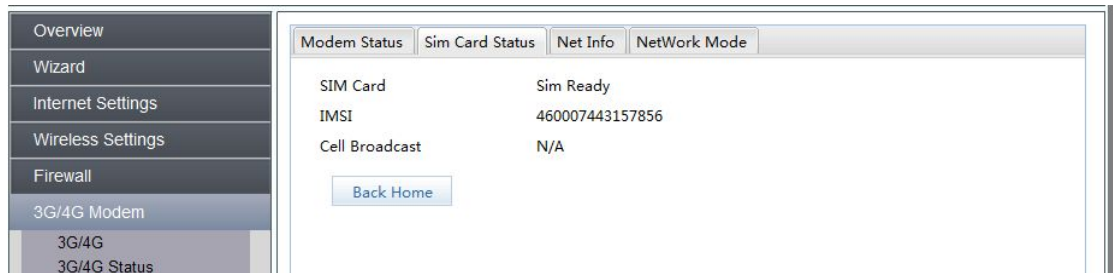 Overview
Wizard
Internet Settings
Wireless Settings
Firewall
3G/4G Modem
3G/4G
3G/4G Status
Modem Status Sim Card Status Net Info NetWork Mode
SIM Card Sim Ready
IMSI 460007443157856
Cell Broadcast N/A
Back Home